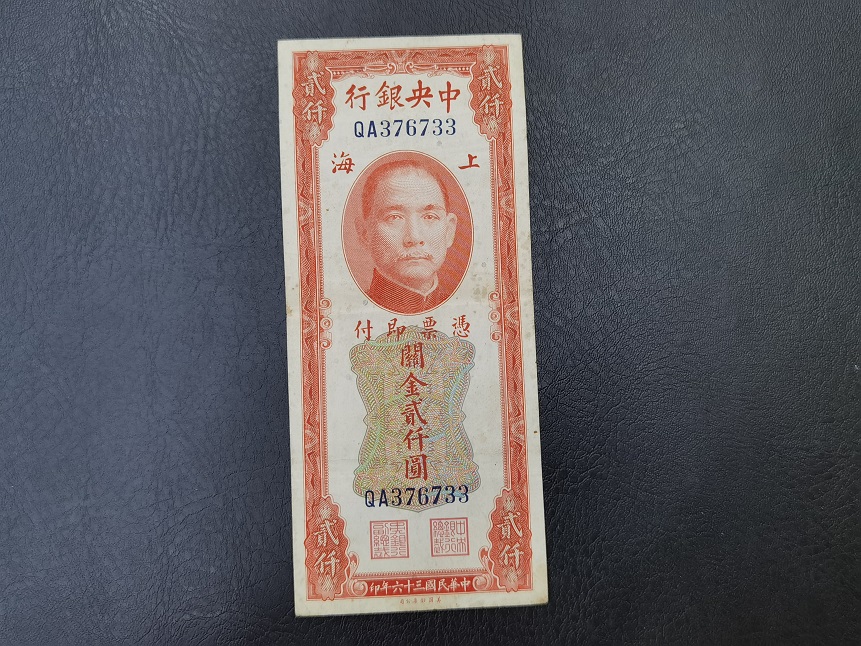 貳仟
貳仟
中央銀行
QA376733
上海
憑票即付
關金貳仟圓
QA376733
貳仟
貳仟
中華民國三十六年印